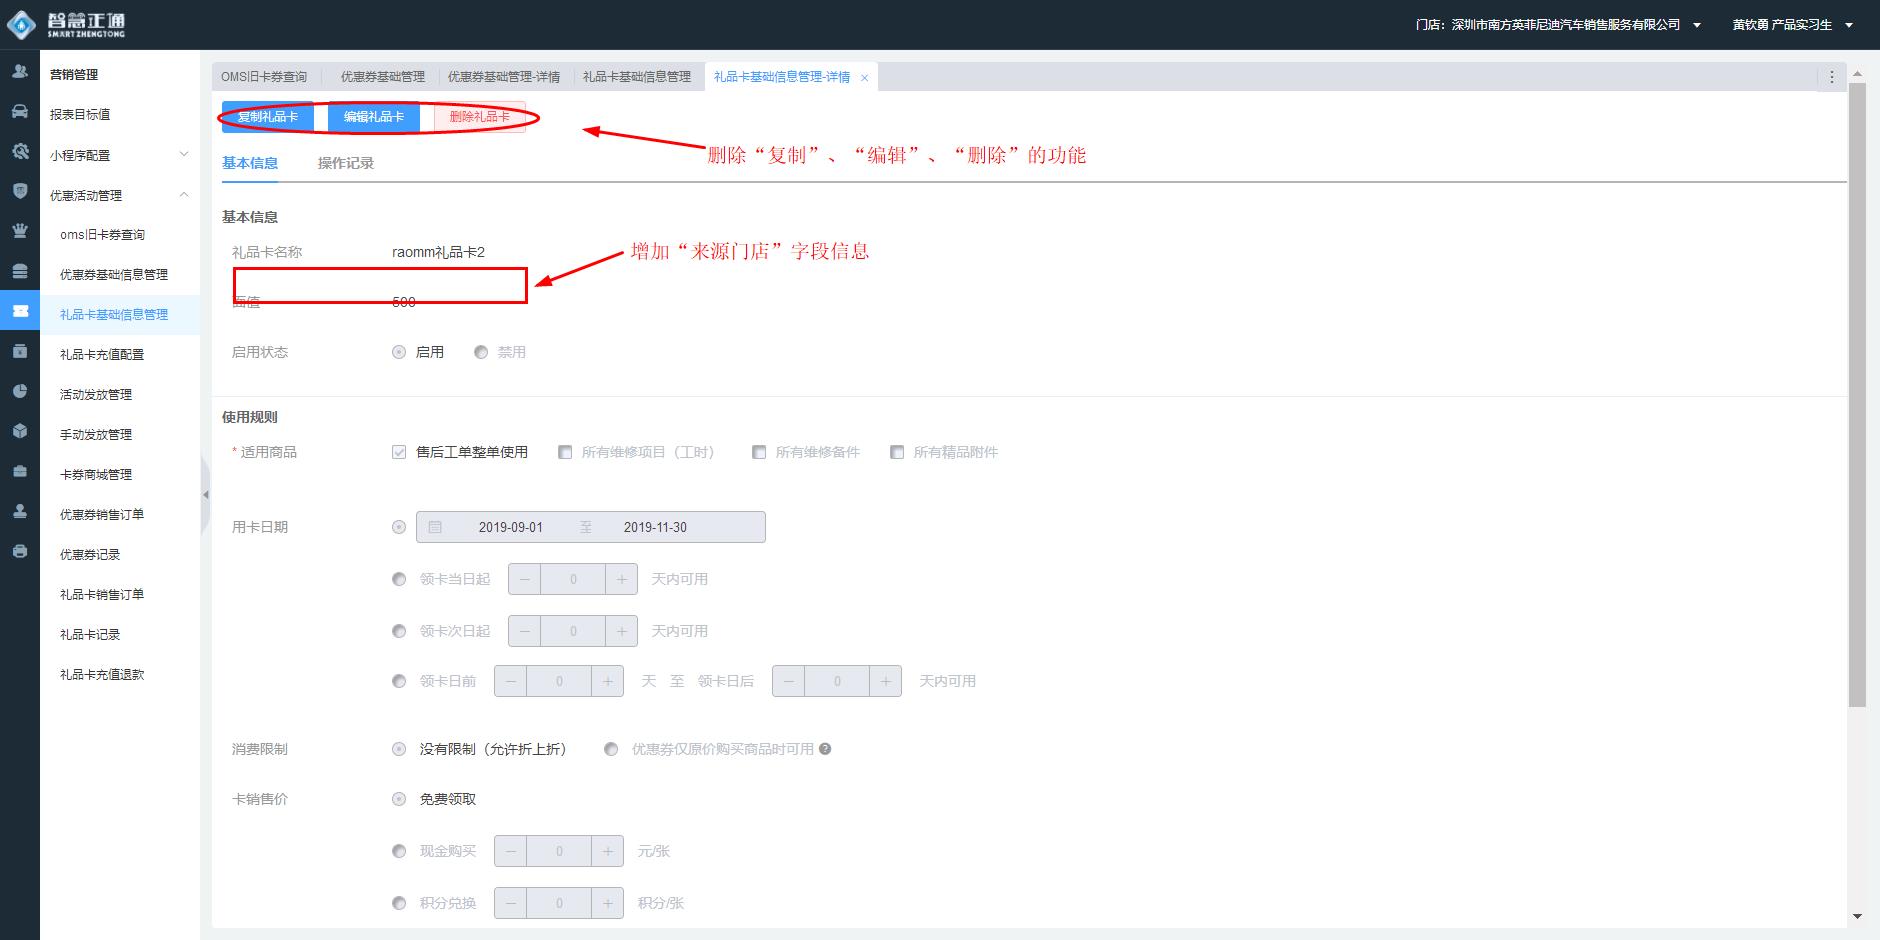 智慧正通
SMART ZHENGTONG
门店：深圳市南方英菲尼迪汽车销售服务有限公司
黄钦勇 产品实习生
营销管理
报表目标值
小程序配置
优惠活动管理
oms旧卡券查询
优惠券基础信息管理
礼品卡基础信息管理
礼品卡充值配置
活动发放管理
手动发放管理
卡券商城管理
优惠券销售订单
优惠券记录
礼品卡销售订单
礼品卡记录
礼品卡充值退款
OMS旧卡券查询 优惠券基础管理 优惠券基础管理-详情 礼品卡基础信息管理 礼品卡基础信息管理-详情 ×
复制礼品卡 编辑礼品卡 删除礼品卡
删除“复制”、“编辑”、“删除”的功能
基本信息 操作记录
基本信息
礼品卡名称 raomm礼品卡2
增加“来源门店”字段信息
面值 500
启用状态 启用 禁用
使用规则
* 适用商品 售后工单整单使用 所有维修项目（工时） 所有维修备件 所有精品附件
用卡日期 2019-09-01 至 2019-11-30
领卡当日起 − 0 + 天内可用
领卡次日起 − 0 + 天内可用
领卡日前 − 0 + 天 至 领卡日后 − 0 + 天内可用
消费限制 没有限制（允许折上折） 优惠券仅原价购买商品时可用 ?
卡销售价 免费领取
现金购买 − 0 + 元/张
积分兑换 − 0 + 积分/张